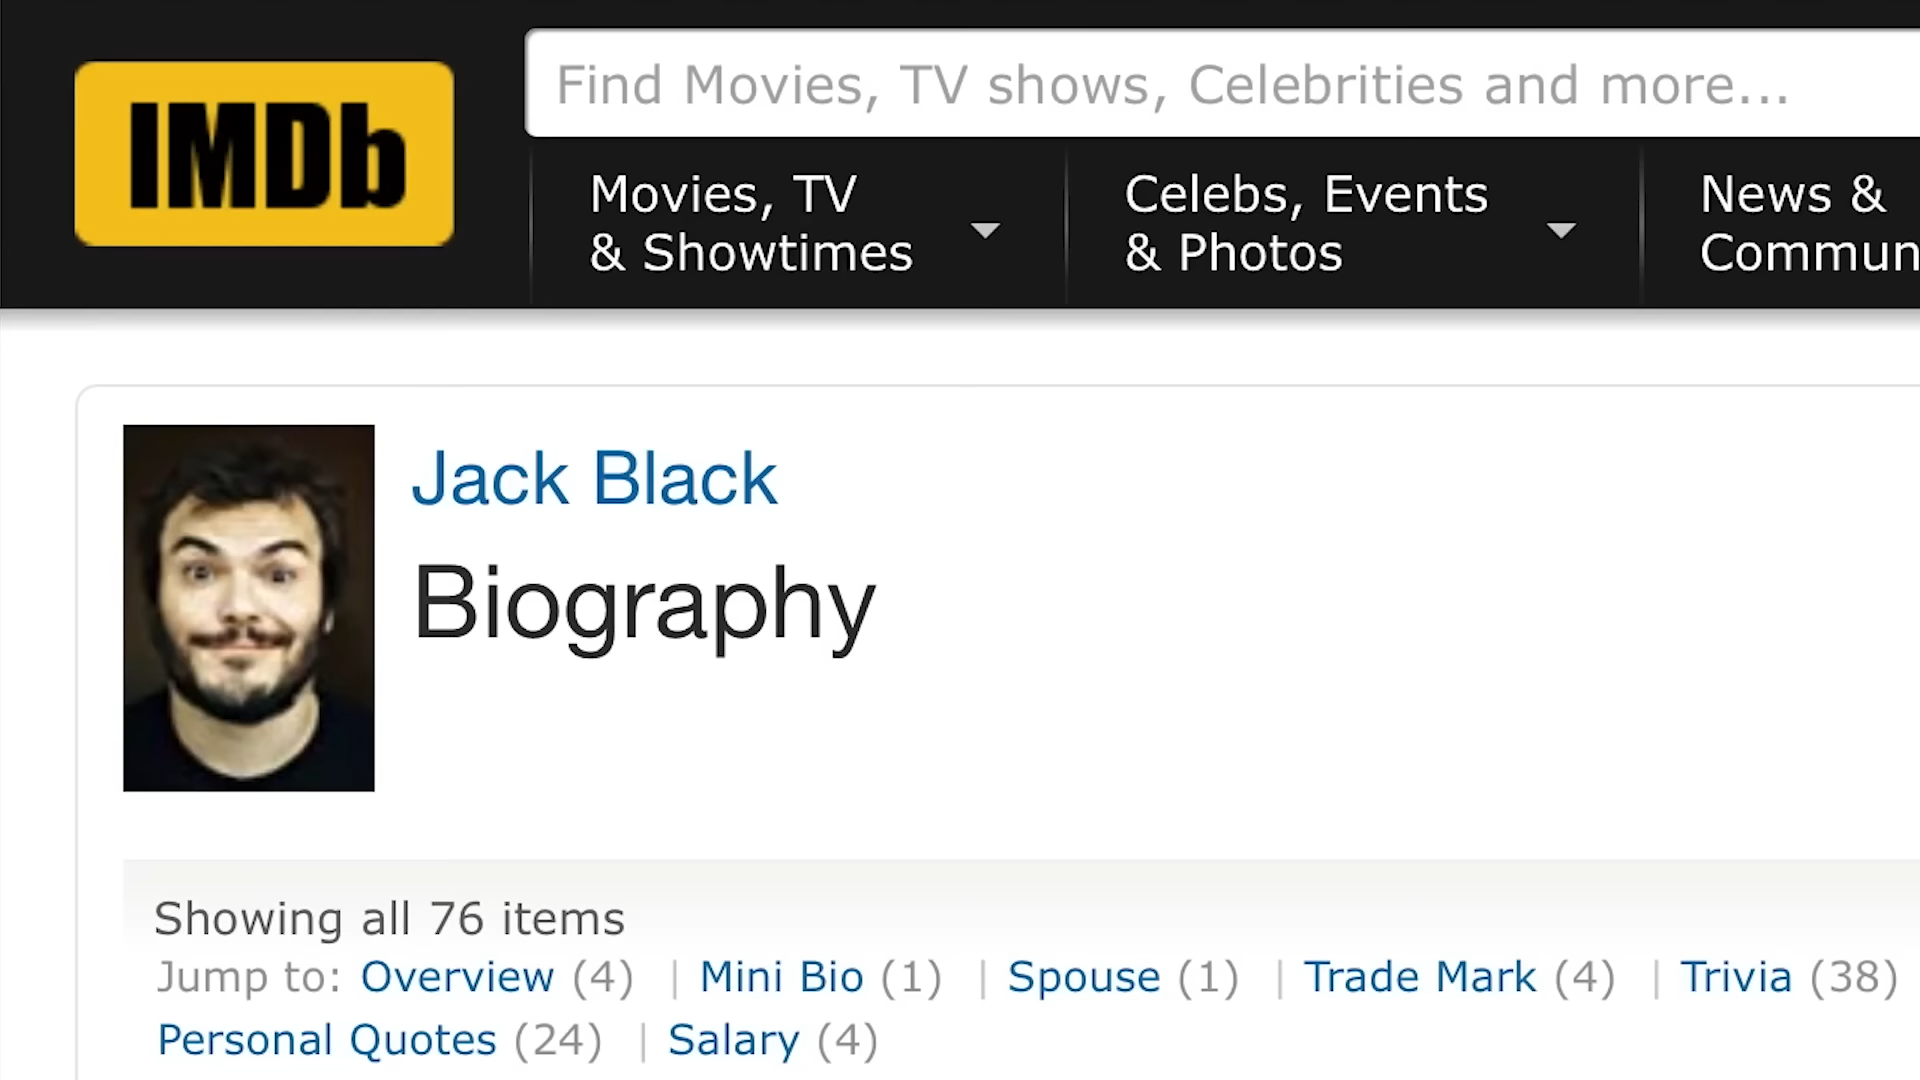 IMDb
Find Movies, TV shows, Celebrities and more...
Movies, TV
& Showtimes
Celebs, Events
& Photos
News &
Commun
Jack Black
Biography
Showing all 76 items
Jump to: Overview (4) | Mini Bio (1) | Spouse (1) | Trade Mark (4) | Trivia (38)
Personal Quotes (24) | Salary (4)